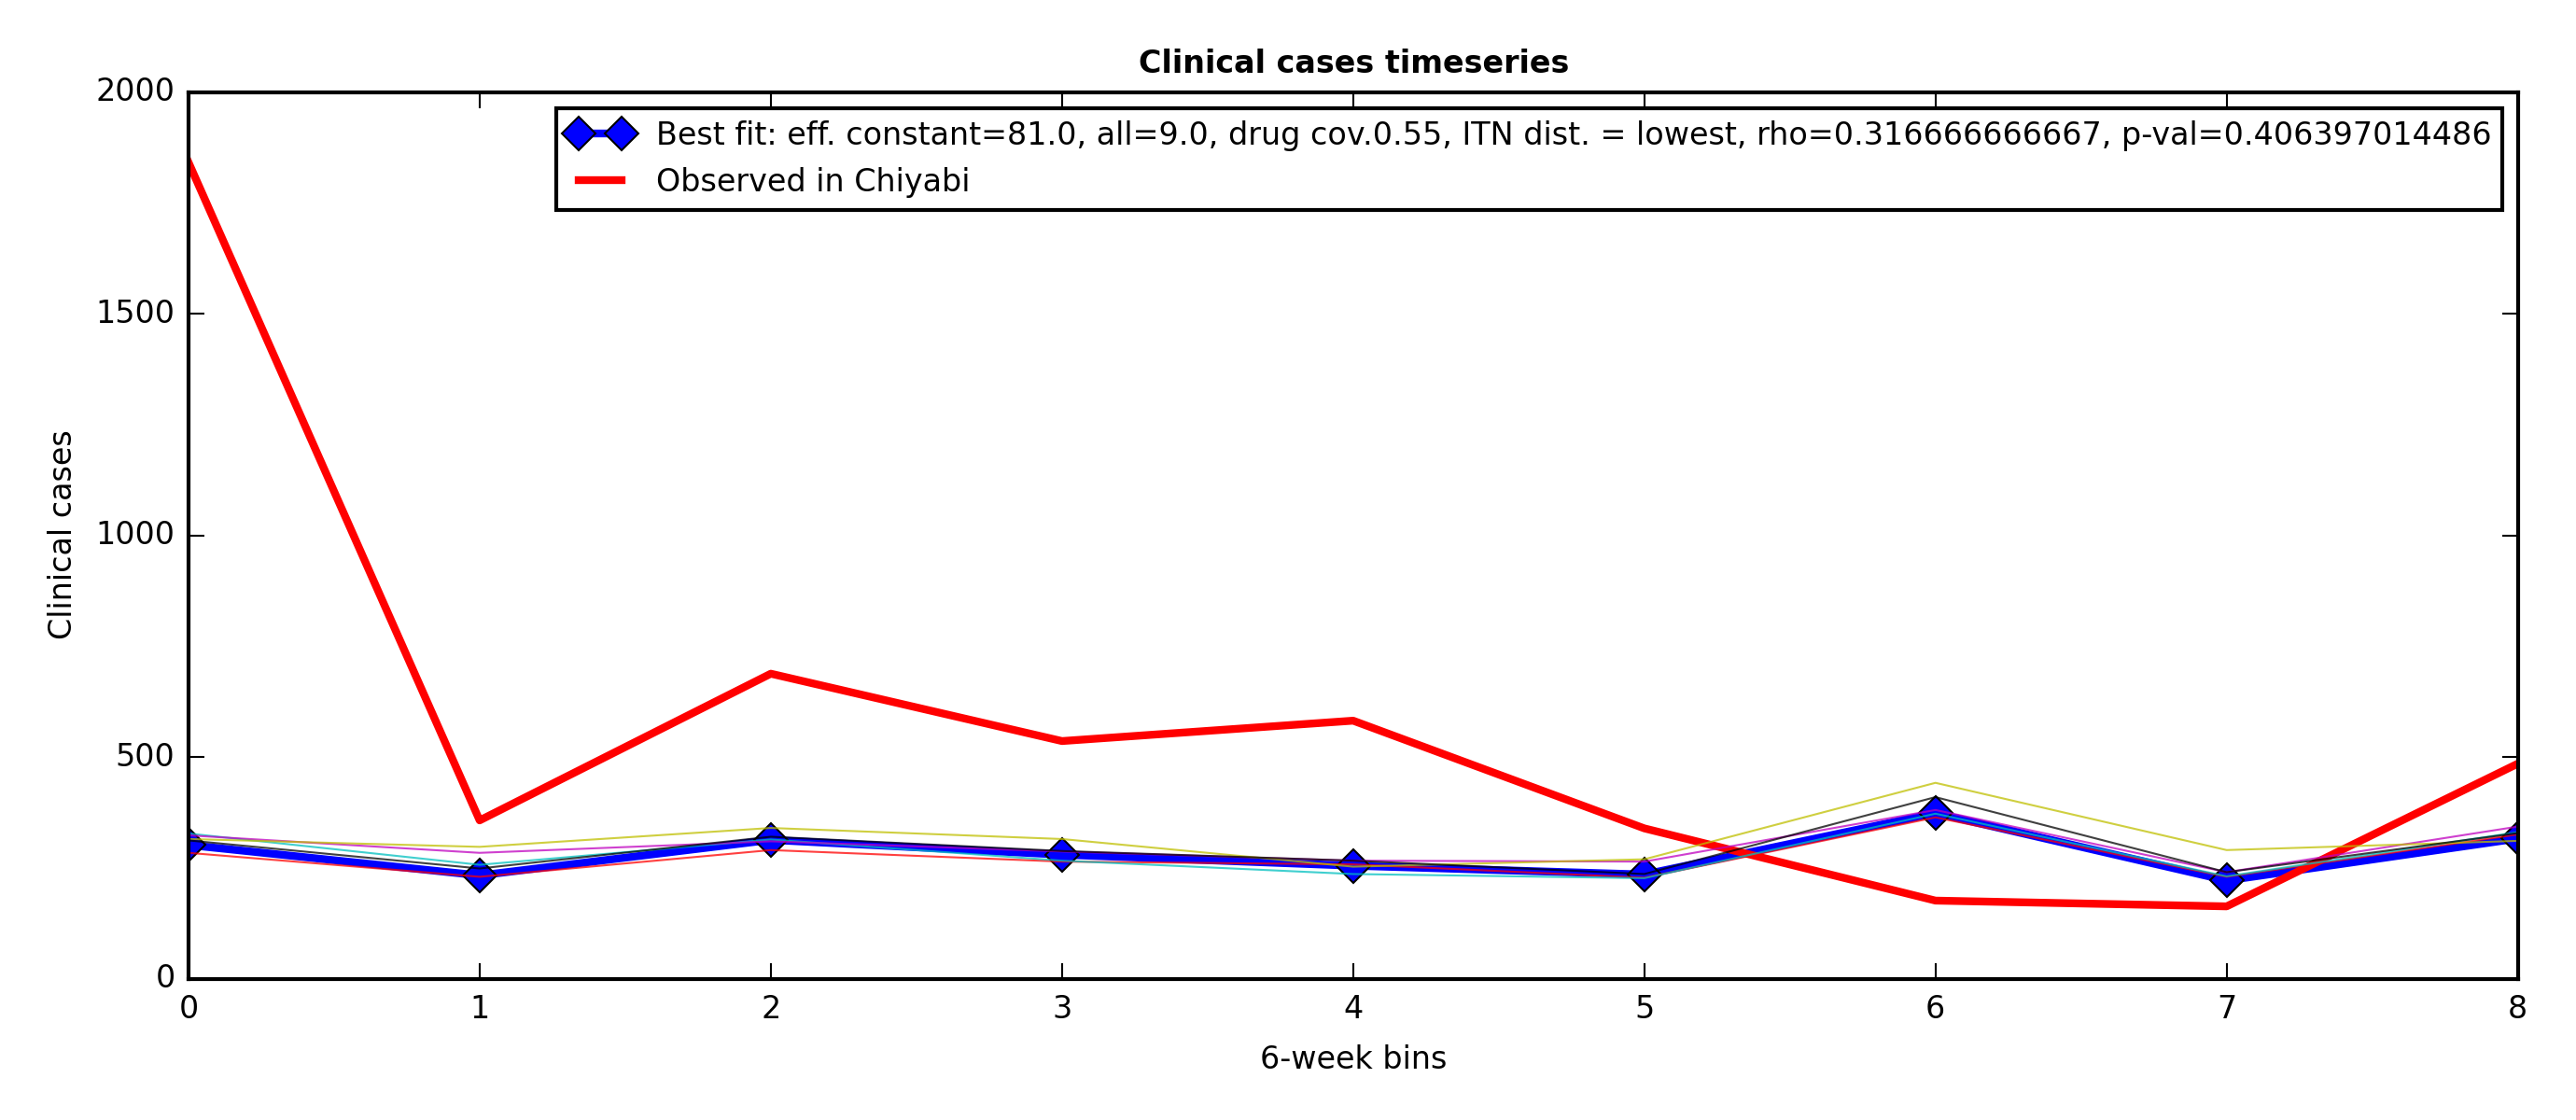 Clinical cases timeseries
2000
1500
1000
500
0
Clinical cases
Best fit: eff. constant=81.0, all=9.0, drug cov.0.55, ITN dist. = lowest, rho=0.316666666667, p-val=0.406397014486
Observed in Chiyabi
0 1 2 3 4 5 6 7 8
6-week bins